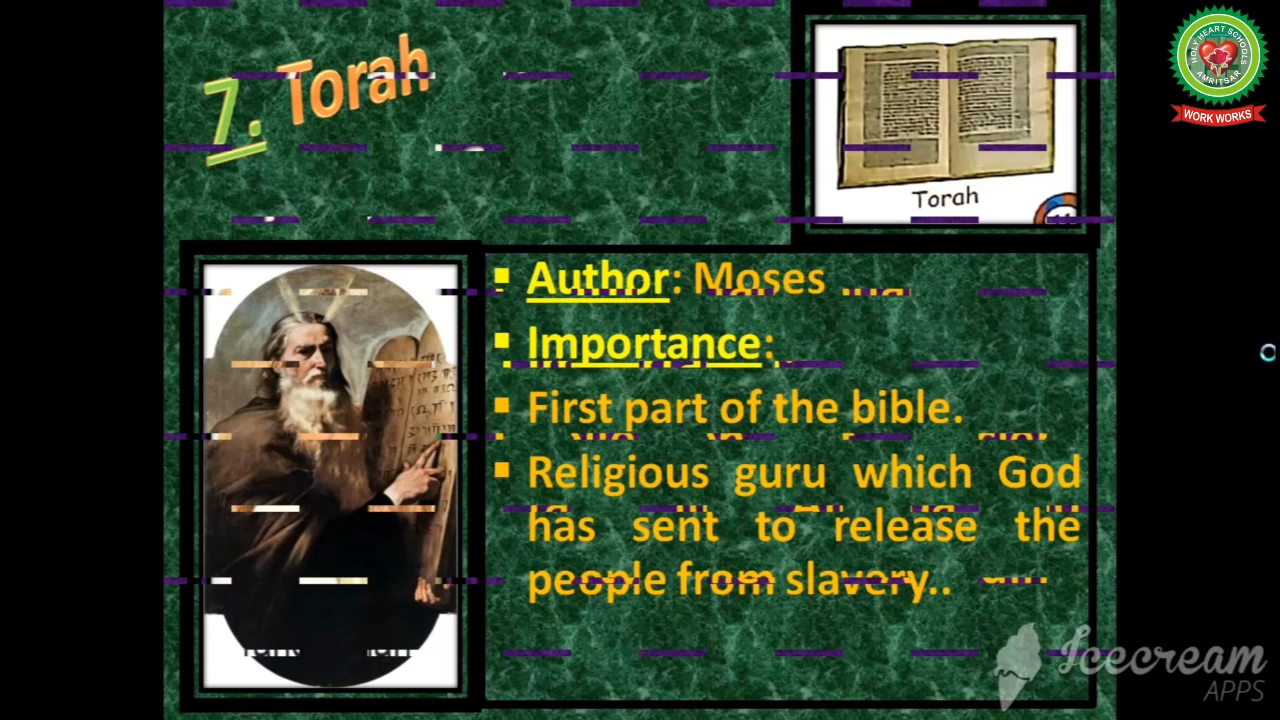 7. Torah
Torah
HOLY HEART SCHOOLS
AMRITSAR
WORK WORKS
▪ Author: Moses
▪ Importance:
▪ First part of the bible.
▪ Religious guru which God
has sent to release the
people from slavery..
Icecream
APPS